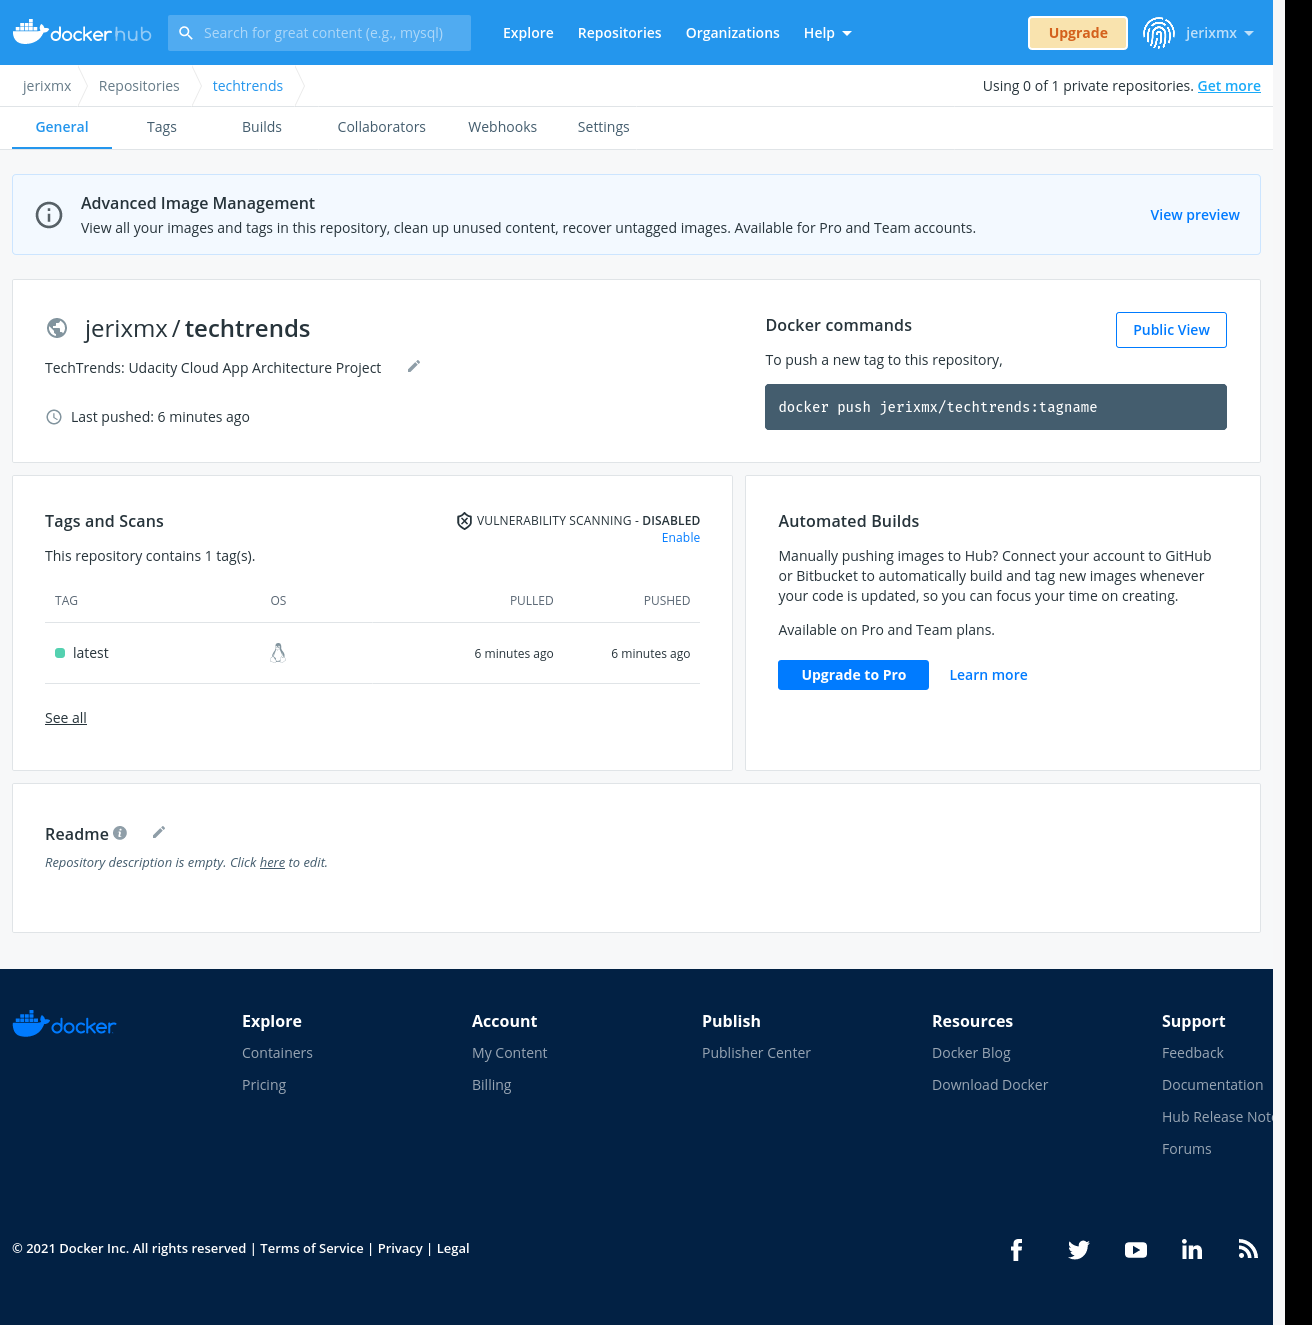 docker hub
Search for great content (e.g., mysql)
Explore Repositories Organizations Help
Upgrade
jerixmx
jerixmx Repositories techtrends
Using 0 of 1 private repositories. Get more
General Tags Builds Collaborators Webhooks Settings
Advanced Image Management
View all your images and tags in this repository, clean up unused content, recover untagged images. Available for Pro and Team accounts.
View preview
jerixmx / techtrends
TechTrends: Udacity Cloud App Architecture Project
Last pushed: 6 minutes ago
Docker commands
Public View
To push a new tag to this repository,
docker push jerixmx/techtrends:tagname
Tags and Scans
VULNERABILITY SCANNING - DISABLED
Enable
This repository contains 1 tag(s).
TAG OS PULLED PUSHED
latest 6 minutes ago 6 minutes ago
See all
Automated Builds
Manually pushing images to Hub? Connect your account to GitHub
or Bitbucket to automatically build and tag new images whenever
your code is updated, so you can focus your time on creating.
Available on Pro and Team plans.
Upgrade to Pro Learn more
Readme
Repository description is empty. Click here to edit.
docker
Explore
Containers
Pricing
Account
My Content
Billing
Publish
Publisher Center
Resources
Docker Blog
Download Docker
Support
Feedback
Documentation
Hub Release Note
Forums
© 2021 Docker Inc. All rights reserved | Terms of Service | Privacy | Legal